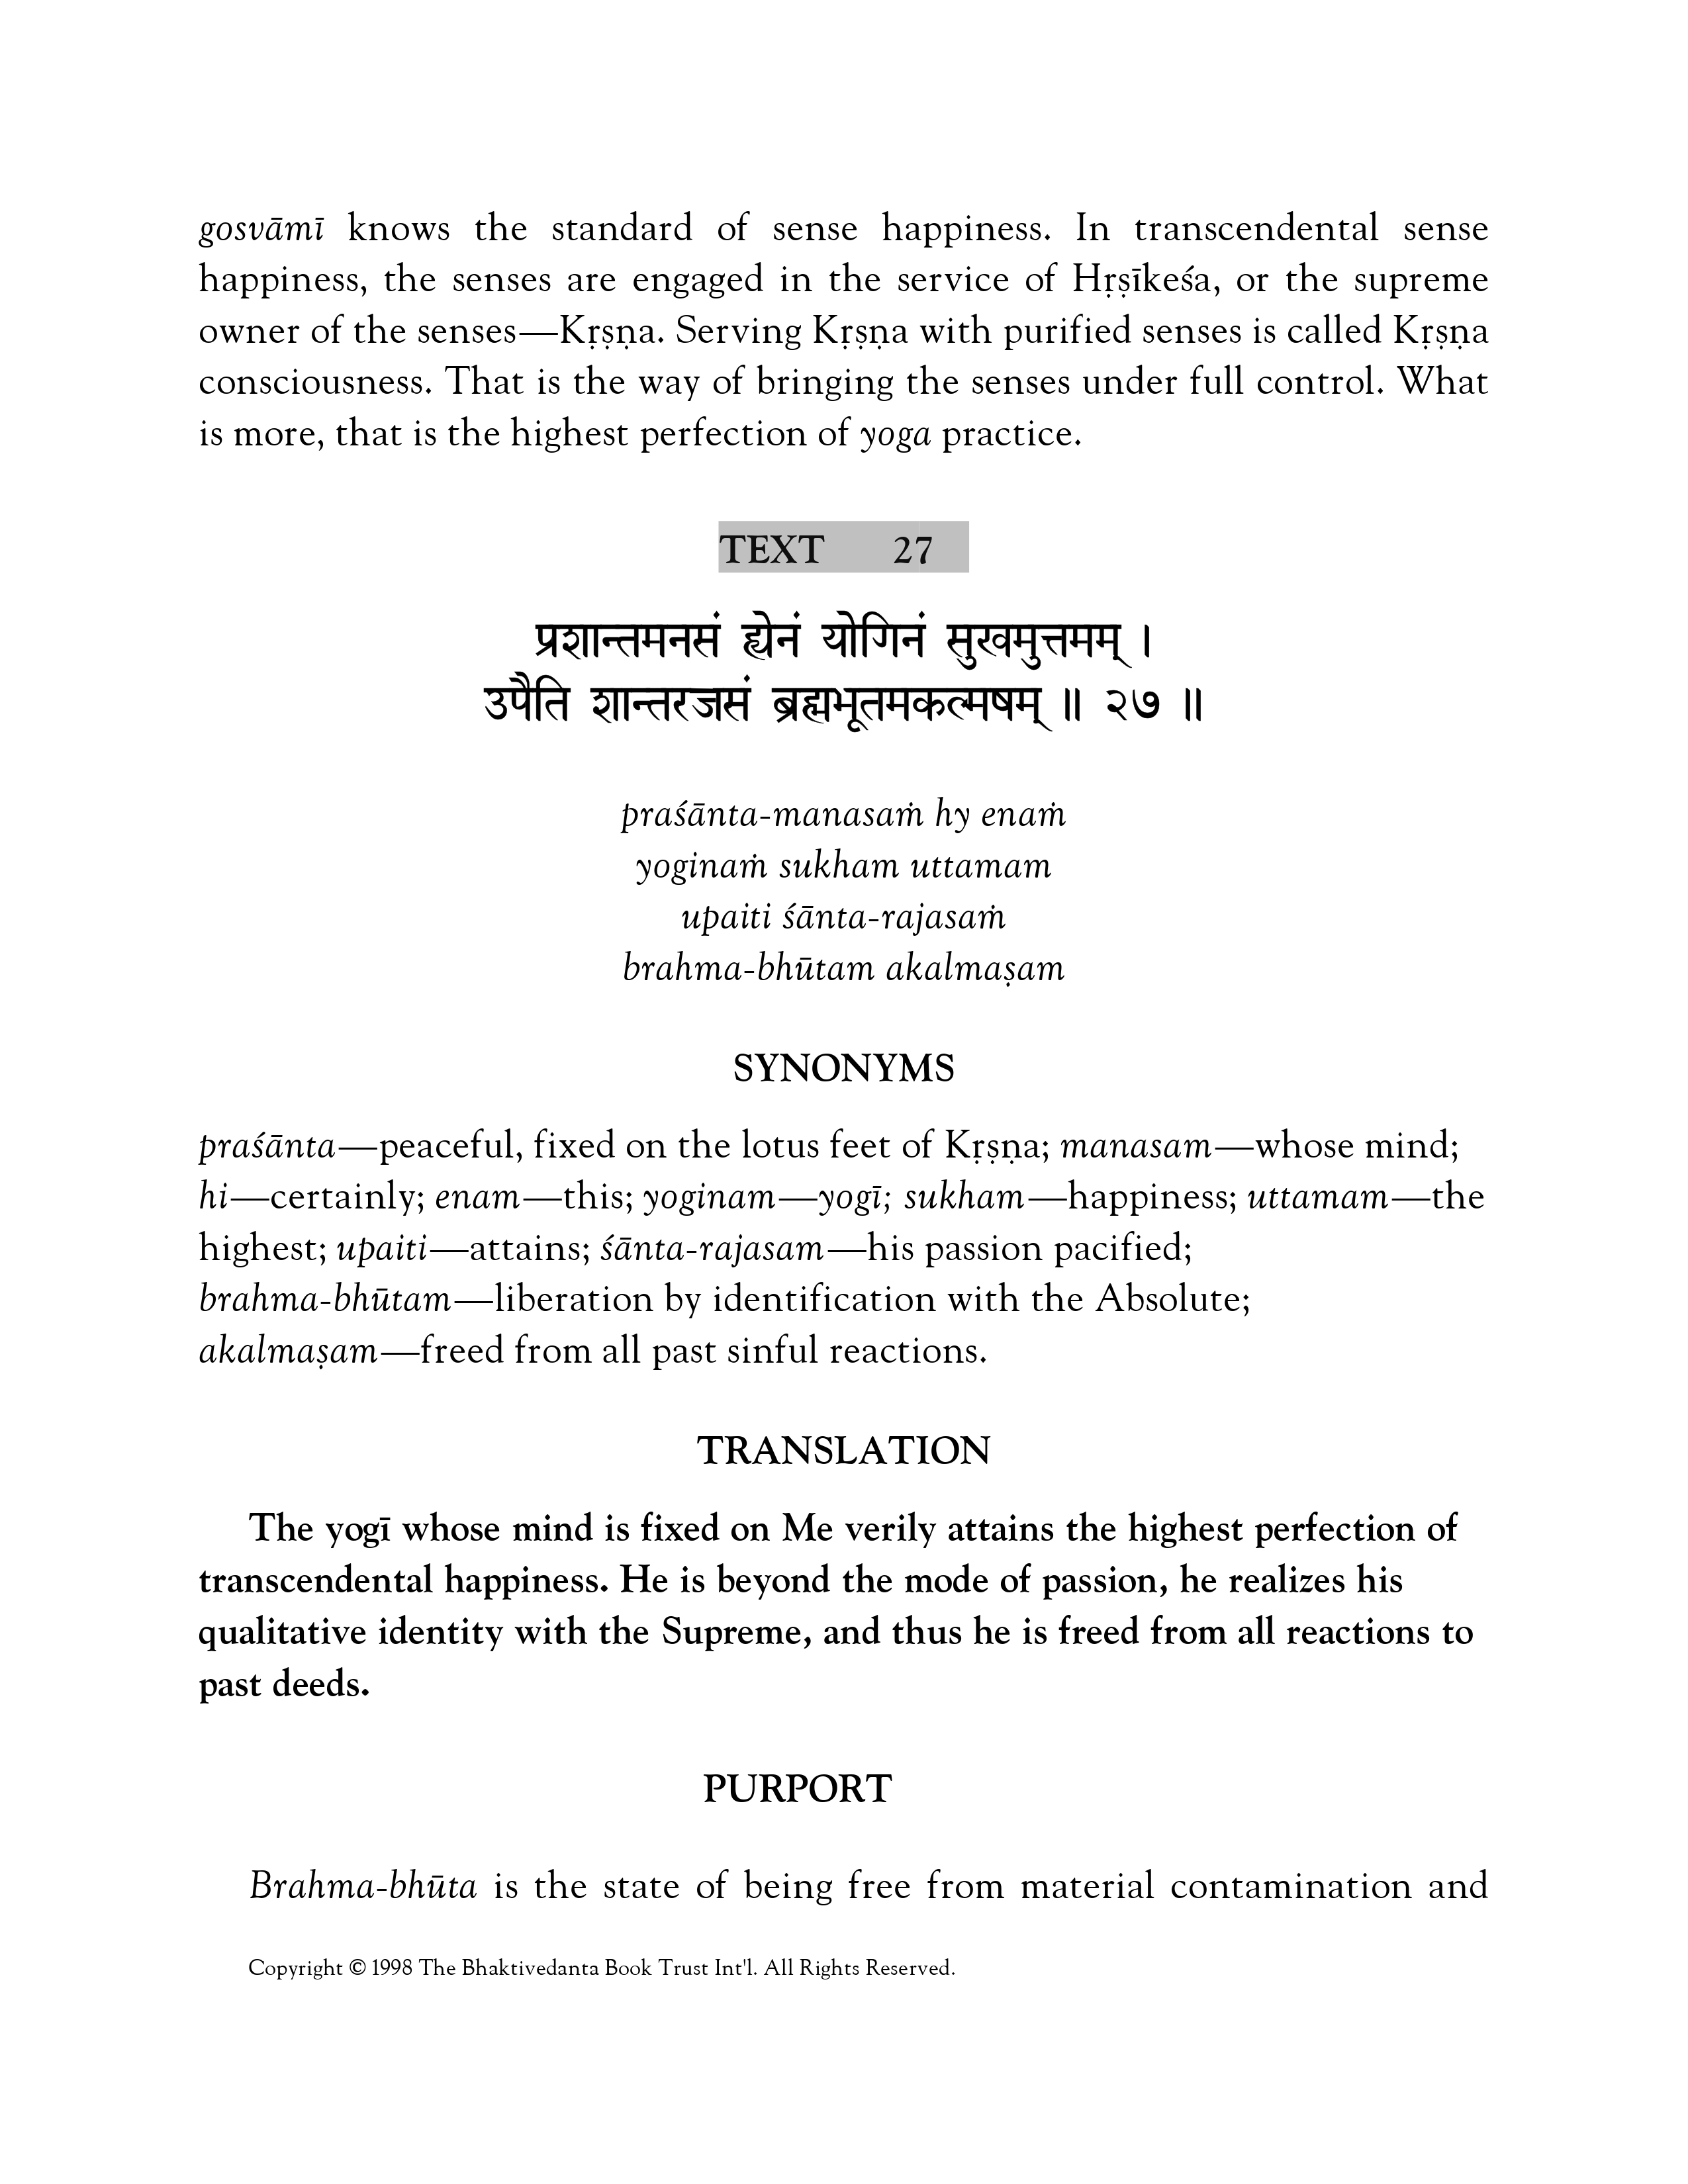 gosvāmī knows the standard of sense happiness. In transcendental sense
happiness, the senses are engaged in the service of Hṛṣīkeśa, or the supreme
owner of the senses—Kṛṣṇa. Serving Kṛṣṇa with purified senses is called Kṛṣṇa
consciousness. That is the way of bringing the senses under full control. What
is more, that is the highest perfection of yoga practice.
TEXT 27
प्रशान्तमनसं ह्येनं योगिनं सुखमुत्तमम् ।
उपैति शान्तरजसं ब्रह्मभूतमकल्मषम् ॥ २७ ॥
praśānta-manasaṁ hy enaṁ
yoginaṁ sukham uttamam
upaiti śānta-rajasaṁ
brahma-bhūtam akalmaṣam
SYNONYMS
praśānta—peaceful, fixed on the lotus feet of Kṛṣṇa; manasam—whose mind;
hi—certainly; enam—this; yoginam—yogī; sukham—happiness; uttamam—the
highest; upaiti—attains; śānta-rajasam—his passion pacified;
brahma-bhūtam—liberation by identification with the Absolute;
akalmaṣam—freed from all past sinful reactions.
TRANSLATION
The yogī whose mind is fixed on Me verily attains the highest perfection of
transcendental happiness. He is beyond the mode of passion, he realizes his
qualitative identity with the Supreme, and thus he is freed from all reactions to
past deeds.
PURPORT
Brahma-bhūta is the state of being free from material contamination and
Copyright © 1998 The Bhaktivedanta Book Trust Int'l. All Rights Reserved.